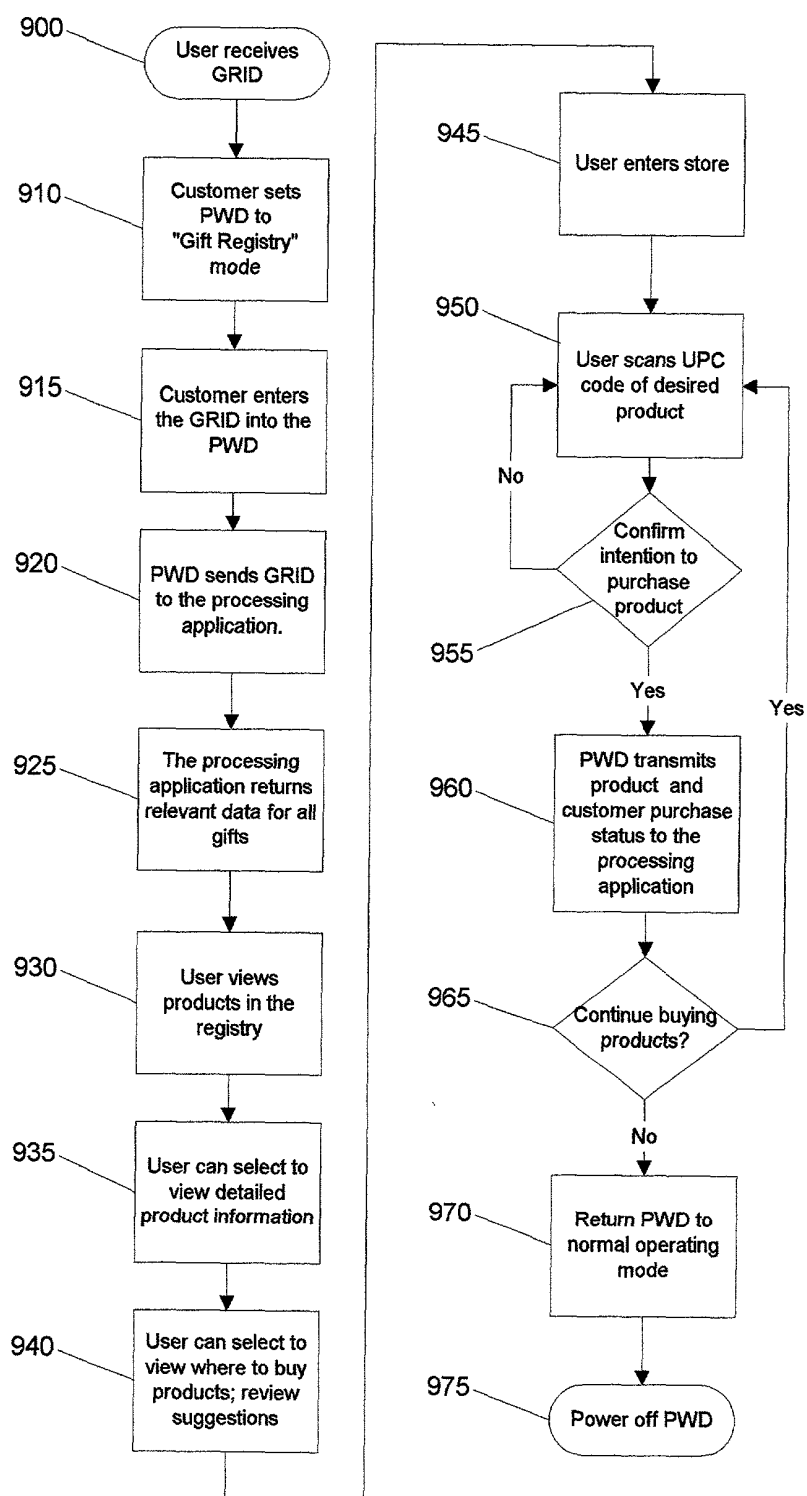 900
User receives
GRID
910
Customer sets
PWD to
"Gift Registry"
mode
915
Customer enters
the GRID into the
PWD
920
PWD sends GRID
to the processing
application.
925
The processing
application returns
relevant data for all
gifts
930
User views
products in the
registry
935
User can select to
view detailed
product information
940
User can select to
view where to buy
products; review
suggestions
945
User enters store
950
User scans UPC
code of desired
product
No
Confirm
intention to
purchase
product
955
Yes
Yes
960
PWD transmits
product and
customer purchase
status to the
processing
application
965
Continue buying
products?
No
970
Return PWD to
normal operating
mode
975
Power off PWD